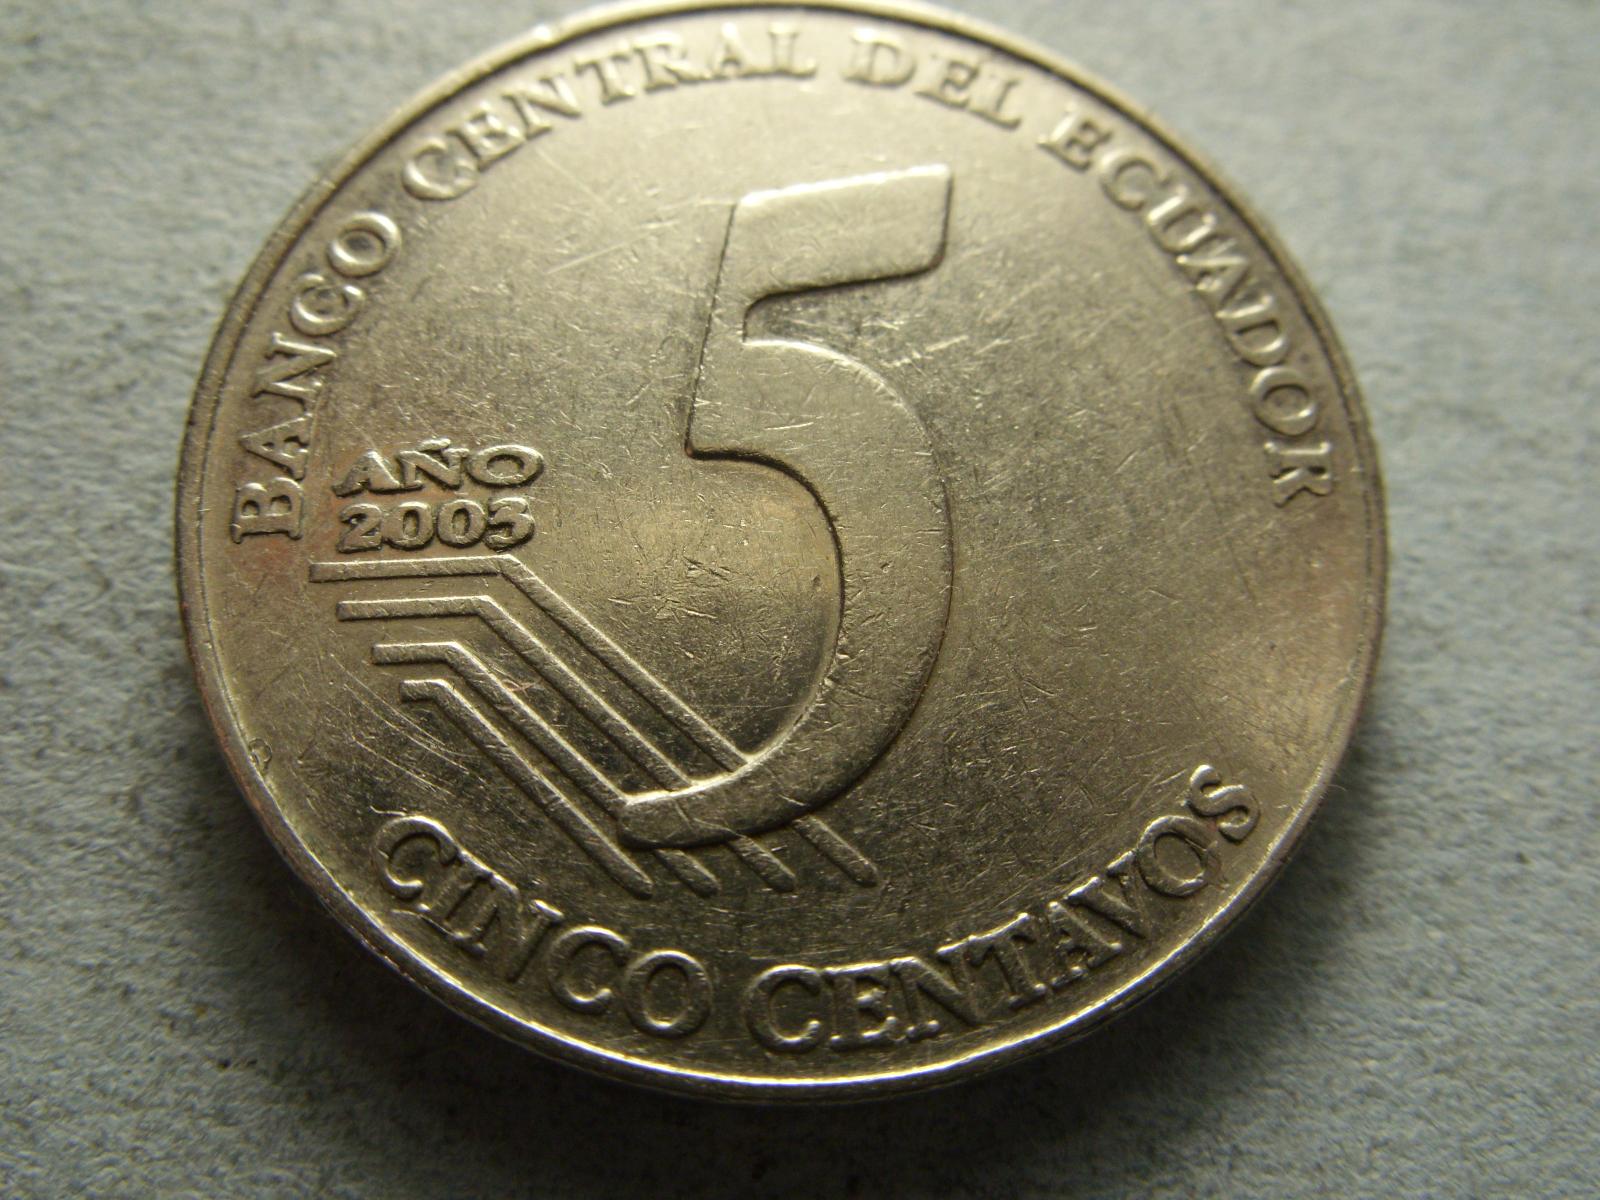 BANCO CENTRAL DEL ECUADOR
5
AÑO
2003
CINCO CENTAVOS